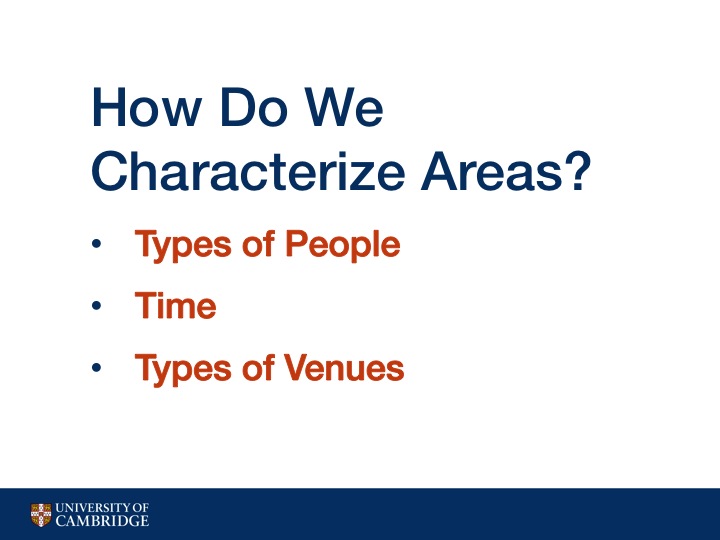 How Do We
Characterize Areas?
• Types of People
• Time
• Types of Venues
UNIVERSITY OF
CAMBRIDGE